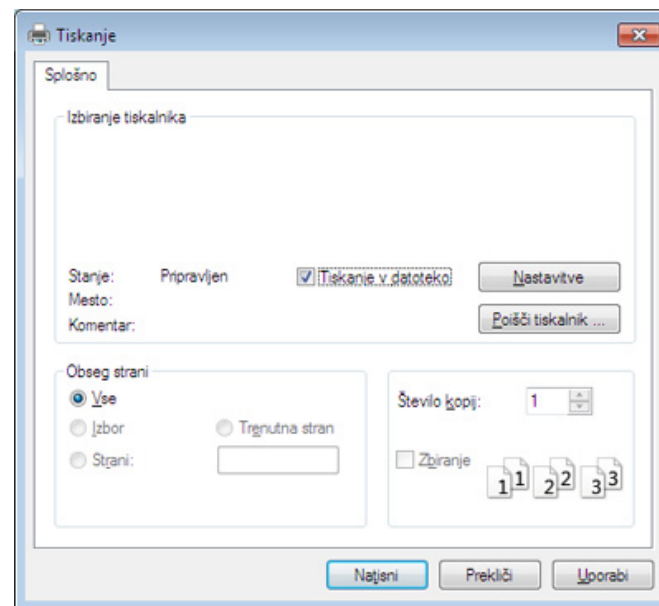 Tiskanje
Splošno
Izbiranje tiskalnika
Stanje: Pripravljen
Tiskanje v datoteko
Nastavitve
Mesto:
Komentar:
Poišči tiskalnik ...
Obseg strani
Vse
Izbor
Trenutna stran
Strani:
Število kopij: 1
Zbiranje
1 1 2 2 3 3
Natisni
Prekliči
Uporabi